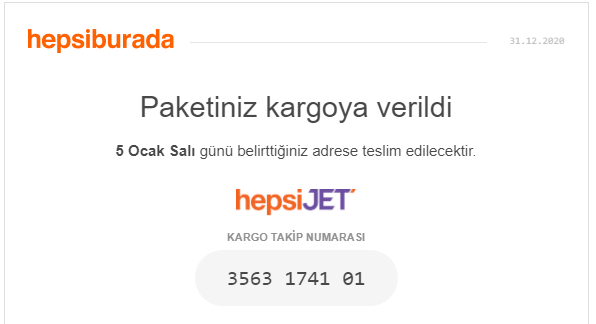 hepsiburada 31.12.2020
Paketiniz kargoya verildi
5 Ocak Salı günü belirttiğiniz adrese teslim edilecektir.
hepsiJET
KARGO TAKİP NUMARASI
3563 1741 01